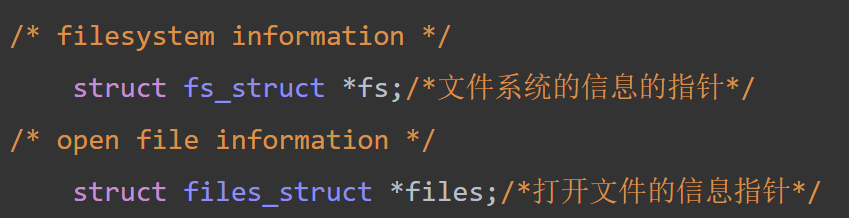 /* filesystem information */
struct fs_struct *fs;/*文件系统的信息的指针*/
/* open file information */
struct files_struct *files;/*打开文件的信息指针*/